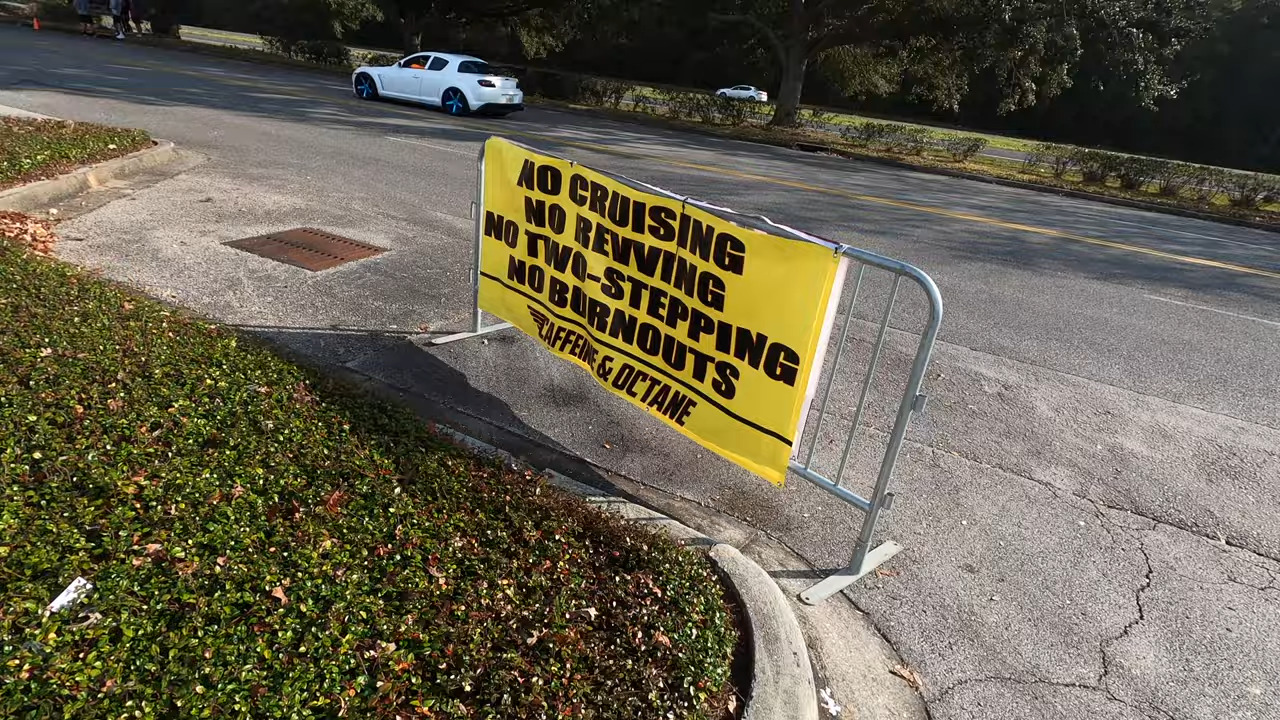 NO CRUISING
NO REVVING
NO TWO-STEPPING
NO BURNOUTS
CAFFEINE & OCTANE